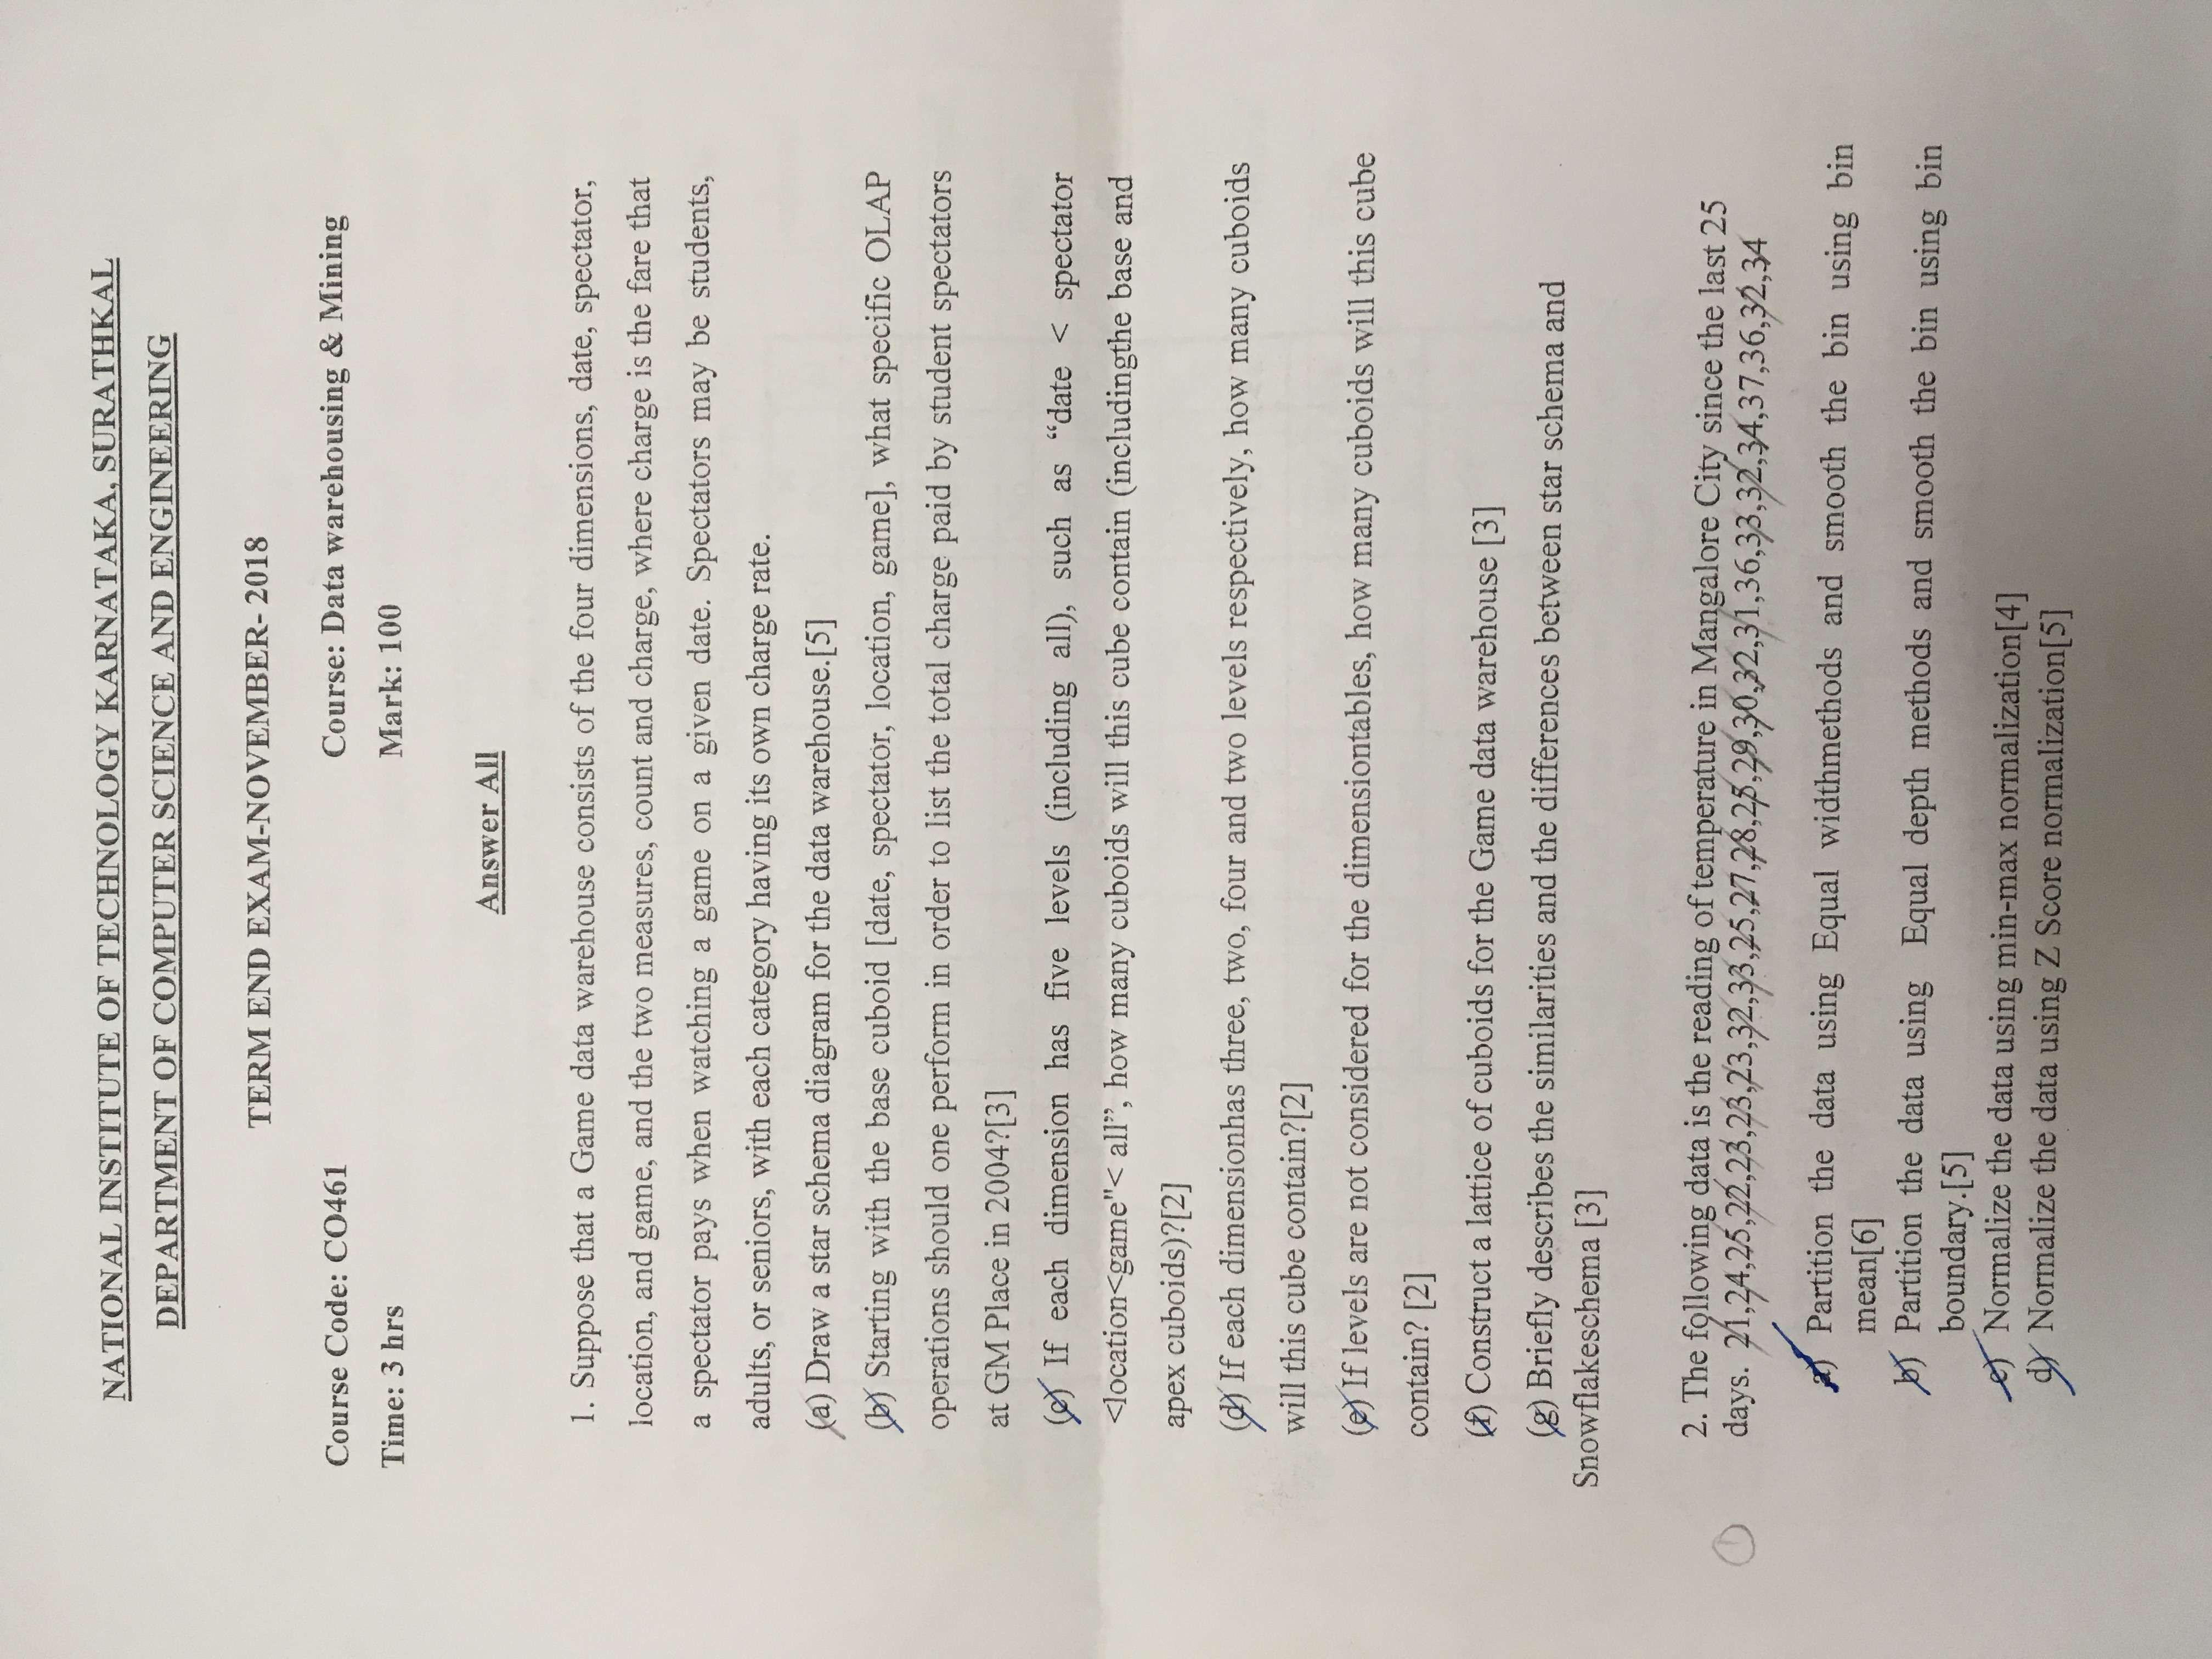 NATIONAL INSTITUTE OF TECHNOLOGY KARNATAKA, SURATHKAL
DEPARTMENT OF COMPUTER SCIENCE AND ENGINEERING
TERM END EXAM-NOVEMBER- 2018
Course Code: CO461 Course: Data warehousing & Mining
Time: 3 hrs Mark: 100
Answer All
1. Suppose that a Game data warehouse consists of the four dimensions, date, spectator,
location, and game, and the two measures, count and charge, where charge is the fare that
a spectator pays when watching a game on a given date. Spectators may be students,
adults, or seniors, with each category having its own charge rate.
(a) Draw a star schema diagram for the data warehouse.[5]
(b) Starting with the base cuboid [date, spectator, location, game], what specific OLAP
operations should one perform in order to list the total charge paid by student spectators
at GM Place in 2004?[3]
(c) If each dimension has five levels (including all), such as “date < spectator
<location<game"< all”, how many cuboids will this cube contain (includingthe base and
apex cuboids)?[2]
(d) If each dimensionhas three, two, four and two levels respectively, how many cuboids
will this cube contain?[2]
(e) If levels are not considered for the dimensiontables, how many cuboids will this cube
contain? [2]
(f) Construct a lattice of cuboids for the Game data warehouse [3]
(g) Briefly describes the similarities and the differences between star schema and
Snowflakeschema [3]
2. The following data is the reading of temperature in Mangalore City since the last 25
days. 21,24,25,22,23,23,23,32,33,25,27,28,25,29,30,32,31,36,33,32,34,37,36,32,34
a) Partition the data using Equal widthmethods and smooth the bin using bin
mean[6]
b) Partition the data using Equal depth methods and smooth the bin using bin
boundary.[5]
c) Normalize the data using min-max normalization[4]
d) Normalize the data using Z Score normalization[5]